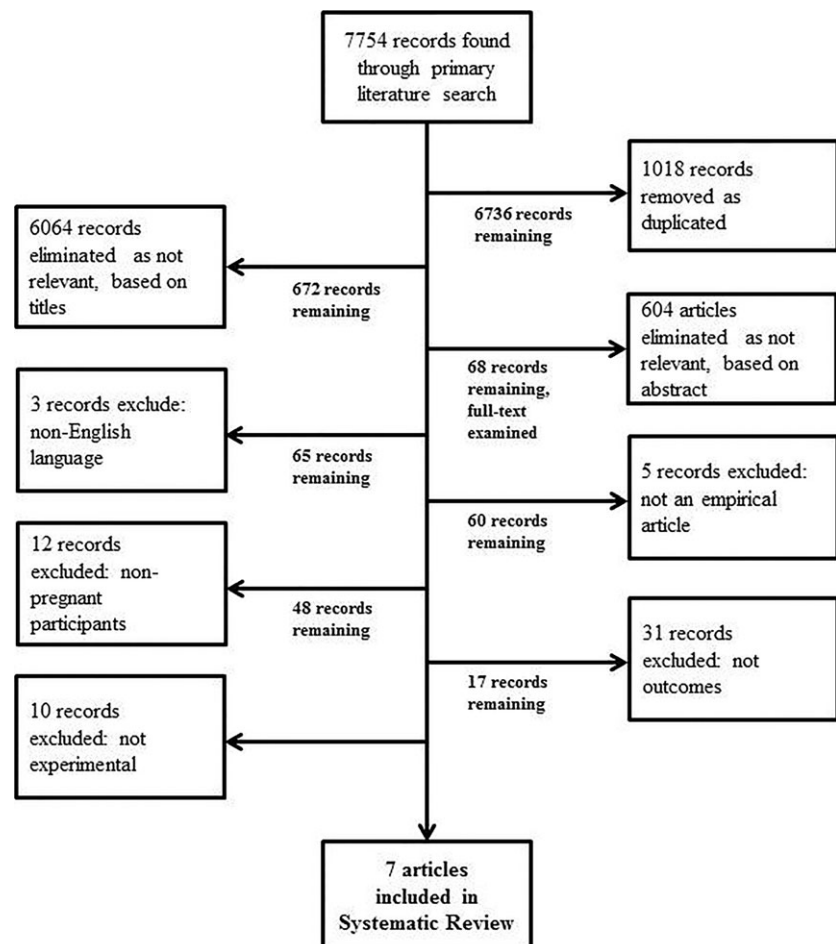 7754 records found
through primary
literature search
1018 records
removed as
duplicated
6736 records
remaining
6064 records
eliminated as not
relevant, based on
titles
672 records
remaining
604 articles
eliminated as not
relevant, based on
abstract
68 records
remaining,
full-text
examined
3 records exclude:
non-English
language
65 records
remaining
5 records excluded:
not an empirical
article
60 records
remaining
12 records
excluded: non-
pregnant
participants
48 records
remaining
31 records
excluded: not
outcomes
17 records
remaining
10 records
excluded: not
experimental
7 articles
included in
Systematic Review